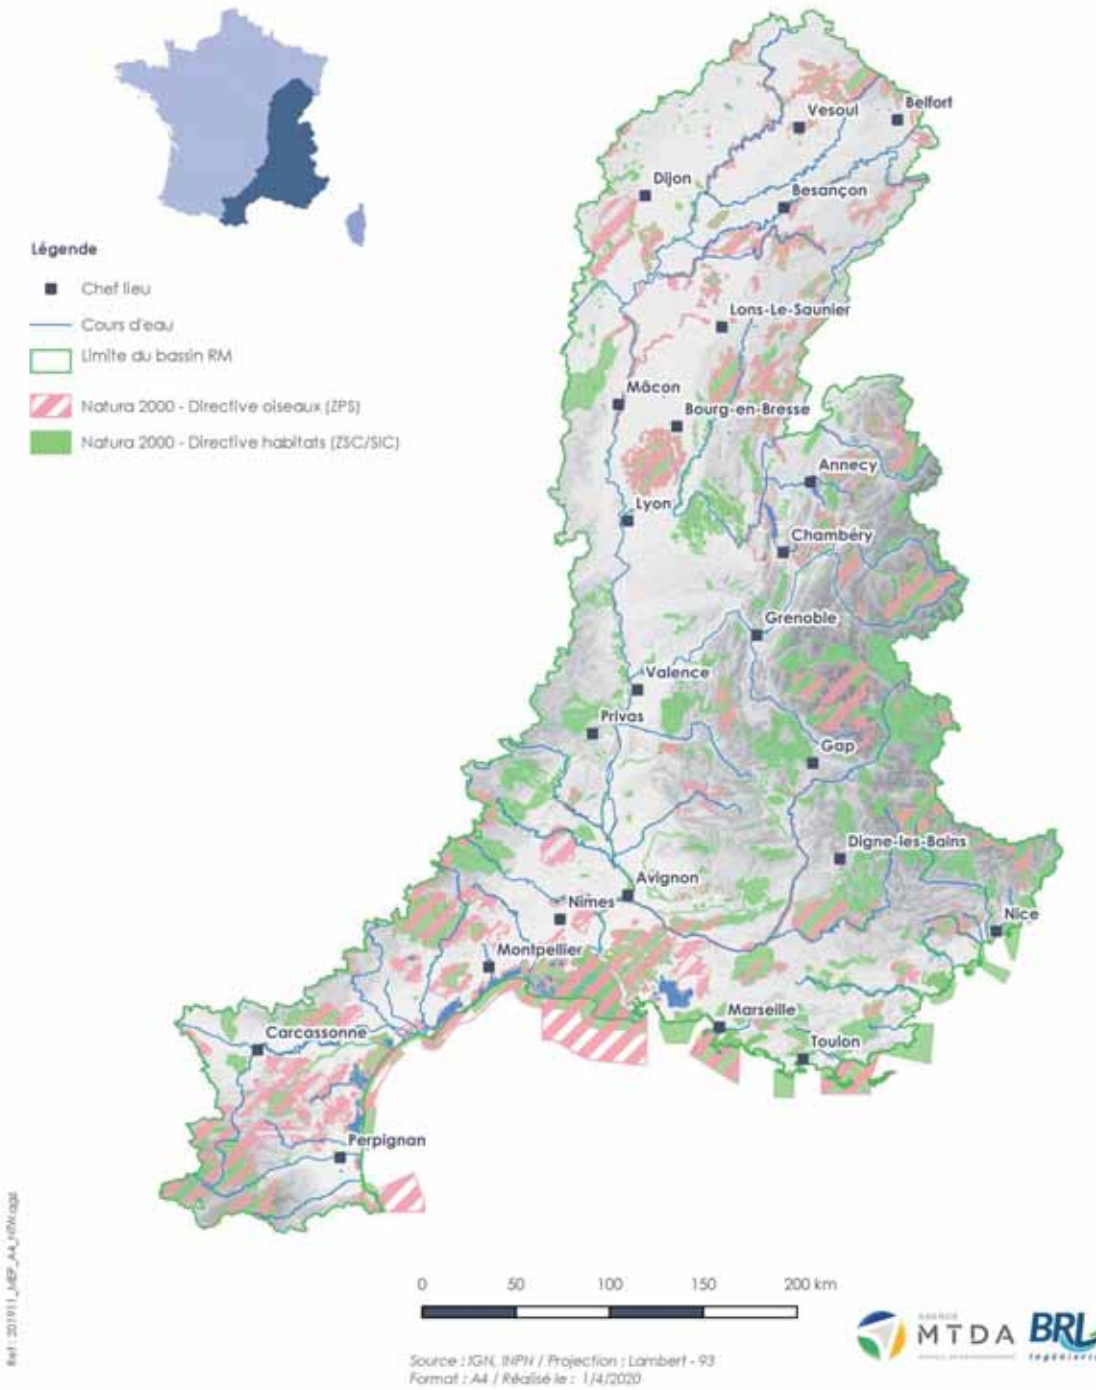 Légende
Chef lieu
Cours d'eau
Limite du bassin RM
Natura 2000 - Directive oiseaux (ZPS)
Natura 2000 - Directive habitats (ZSC/SIC)
Vesoul
Belfort
Dijon
Besançon
Lons-Le-Saunier
Mâcon
Bourg-en-Bresse
Annecy
Lyon
Chambéry
Grenoble
Valence
Privas
Gap
Digne-les-Bains
Avignon
Nîmes
Nice
Montpellier
Marseille
Carcassonne
Toulon
Perpignan
0 50 100 150 200 km
AGENCE
MTDA
BRL
Ingénierie
Source : IGN, INPN / Projection : Lambert - 93
Format : A4 / Réalisé le : 1/4/2020